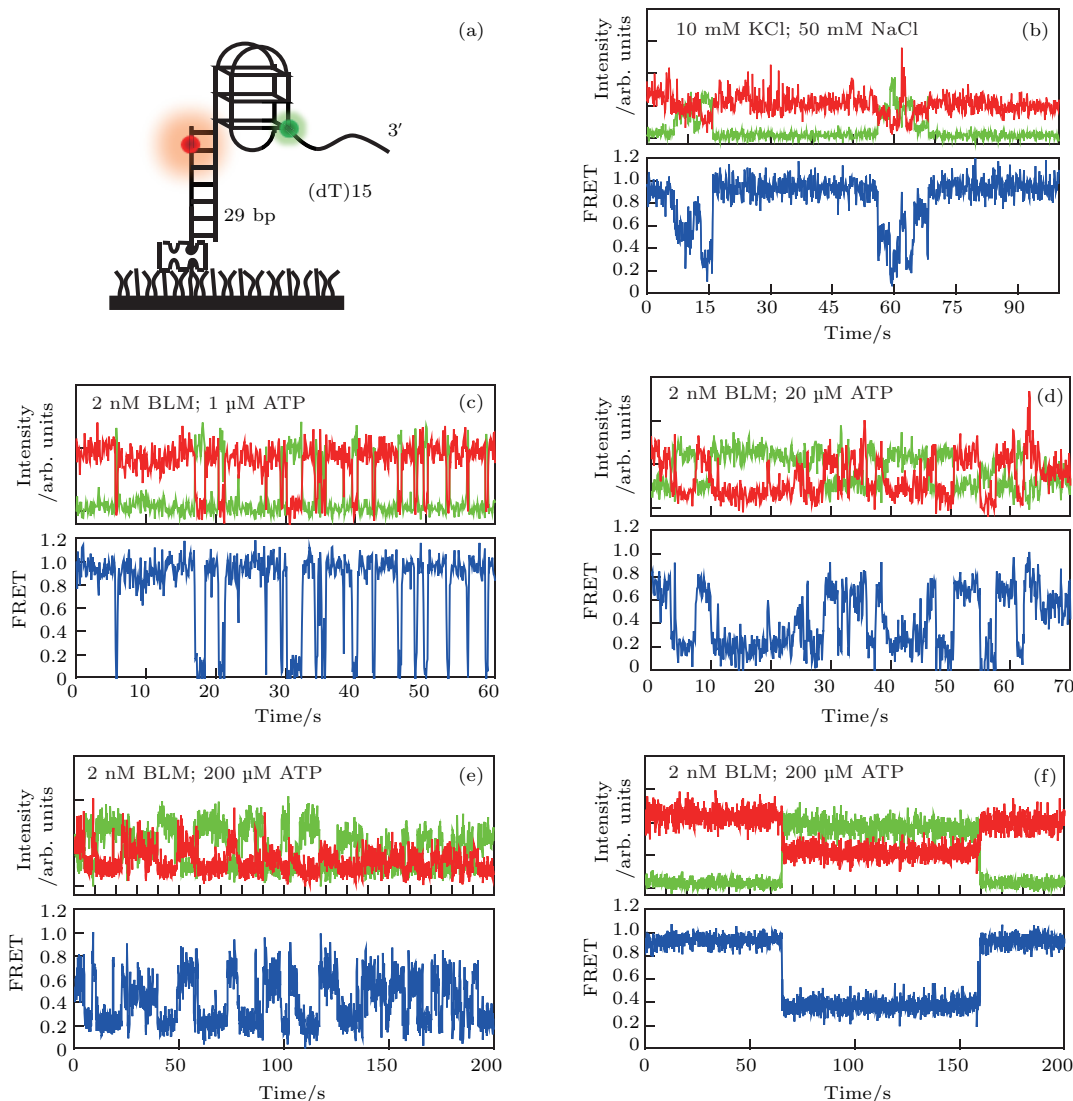 (a)
3′
(dT)15
29 bp
(b)
10 mM KCl; 50 mM NaCl
Intensity
/arb. units
1.2
1.0
0.8
0.6
0.4
0.2
0
FRET
0 15 30 45 60 75 90
Time/s
(c)
2 nM BLM; 1 µM ATP
Intensity
/arb. units
1.2
1.0
0.8
0.6
0.4
0.2
0
FRET
0 10 20 30 40 50 60
Time/s
(d)
2 nM BLM; 20 µM ATP
Intensity
/arb. units
1.2
1.0
0.8
0.6
0.4
0.2
0
FRET
0 10 20 30 40 50 60 70
Time/s
(e)
2 nM BLM; 200 µM ATP
Intensity
/arb. units
1.2
1.0
0.8
0.6
0.4
0.2
0
FRET
0 50 100 150 200
Time/s
(f)
2 nM BLM; 200 µM ATP
Intensity
/arb. units
1.2
1.0
0.8
0.6
0.4
0.2
0
FRET
0 50 100 150 200
Time/s